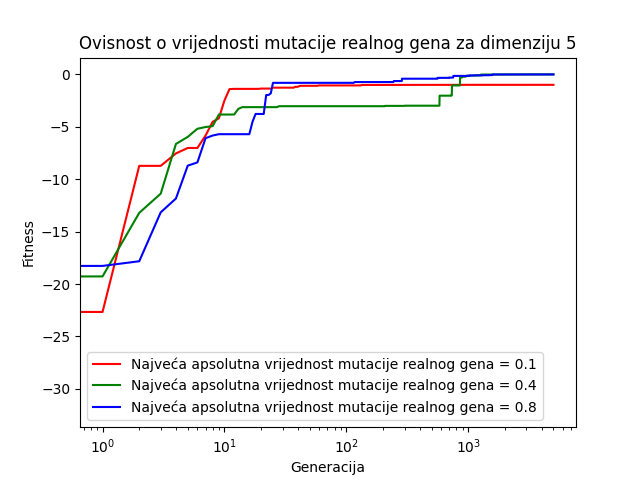 Ovisnost o vrijednosti mutacije realnog gena za dimenziju 5
0
−5
−10
−15
−20
−25
−30
Fitness
Najveća apsolutna vrijednost mutacije realnog gena = 0.1
Najveća apsolutna vrijednost mutacije realnog gena = 0.4
Najveća apsolutna vrijednost mutacije realnog gena = 0.8
10⁰ 10¹ 10² 10³
Generacija